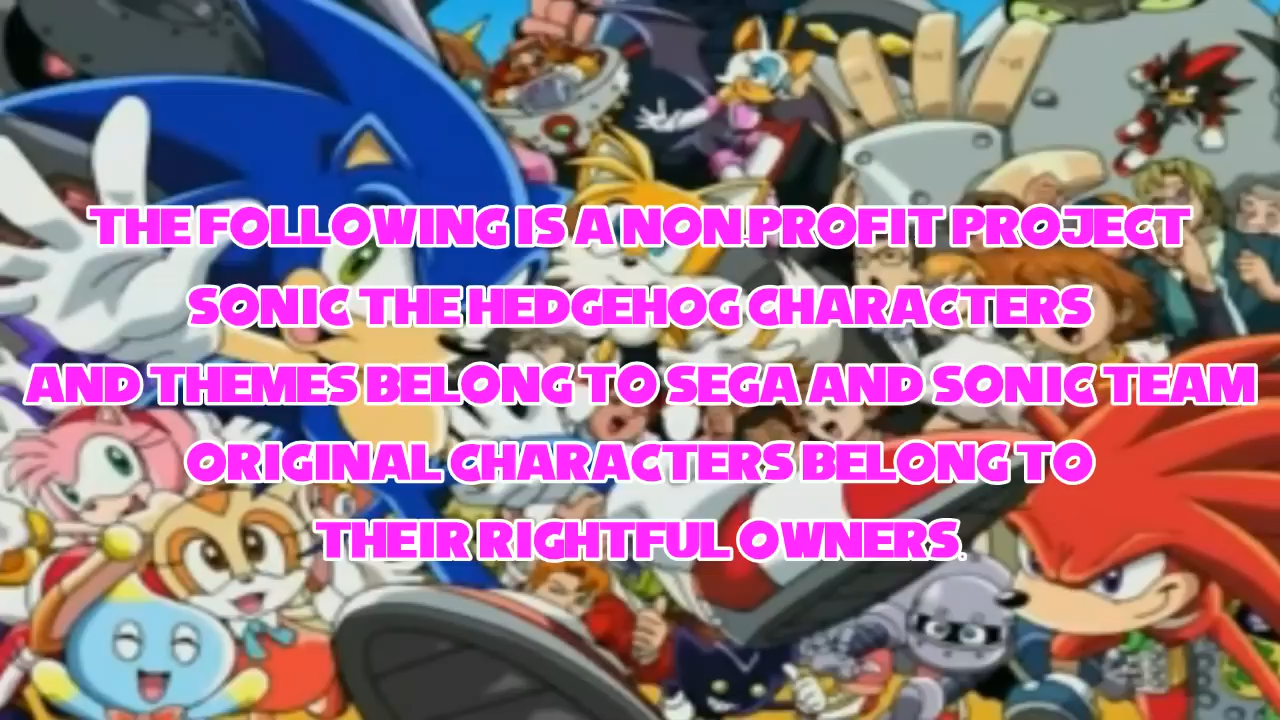 THE FOLLOWING IS A NON.PROFIT PROJECT
SONIC THE HEDGEHOG CHARACTERS
AND THEMES BELONG TO SEGA AND SONIC TEAM
ORIGINAL CHARACTERS BELONG TO
THEIR RIGHTFUL OWNERS.